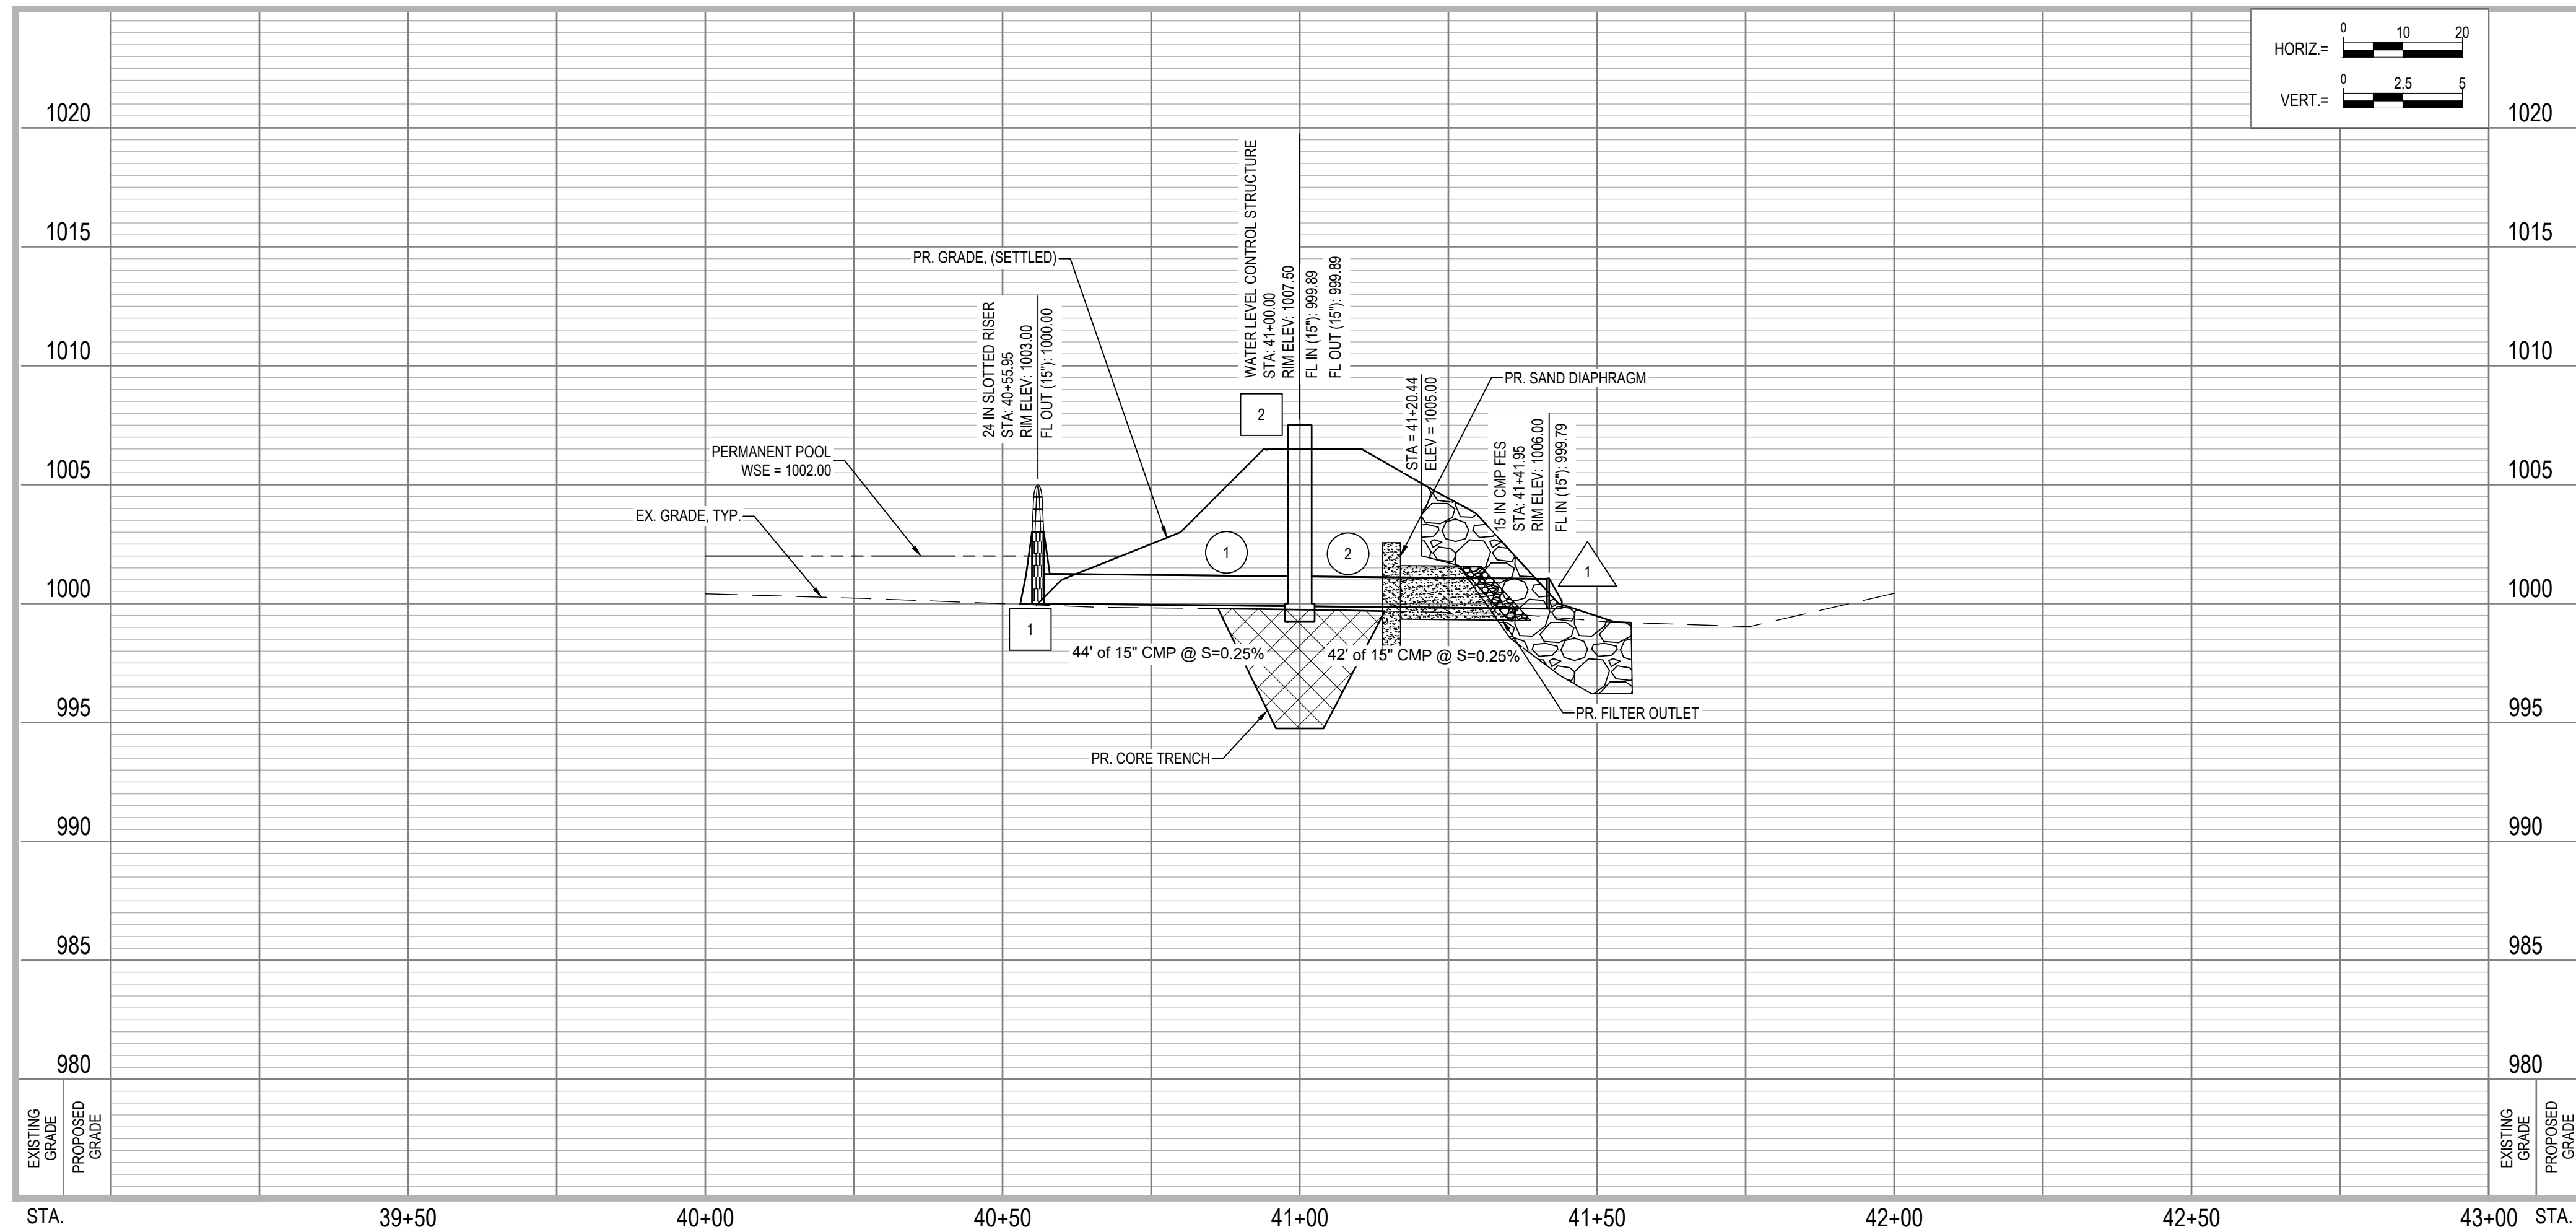 HORIZ.=
0 10 20
VERT.=
0 2.5 5
1020
1015
1010
1005
1000
995
990
985
980
1020
1015
1010
1005
1000
995
990
985
980
WATER LEVEL CONTROL STRUCTURE
STA: 41+00.00
RIM ELEV: 1007.50
FL IN (15"): 999.89
FL OUT (15"): 999.89
PR. GRADE, (SETTLED)
24 IN SLOTTED RISER
STA: 40+55.95
RIM ELEV: 1003.00
FL OUT (15"): 1000.00
2
STA = 41+20.44
ELEV = 1005.00
PR. SAND DIAPHRAGM
15 IN CMP FES
STA: 41+41.95
RIM ELEV: 1006.00
FL IN (15"): 999.79
PERMANENT POOL
WSE = 1002.00
EX. GRADE, TYP.
1
2
1
1
44' of 15" CMP @ S=0.25%
42' of 15" CMP @ S=0.25%
PR. FILTER OUTLET
PR. CORE TRENCH
EXISTING
GRADE
PROPOSED
GRADE
EXISTING
GRADE
PROPOSED
GRADE
STA. 39+50 40+00 40+50 41+00 41+50 42+00 42+50 43+00 STA.